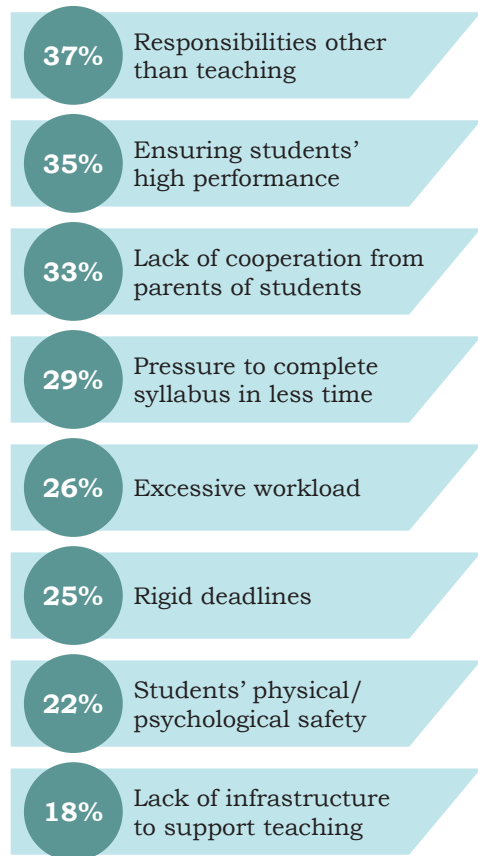 37%
Responsibilities other
than teaching
35%
Ensuring students’
high performance
33%
Lack of cooperation from
parents of students
29%
Pressure to complete
syllabus in less time
26%
Excessive workload
25%
Rigid deadlines
22%
Students’ physical/
psychological safety
18%
Lack of infrastructure
to support teaching